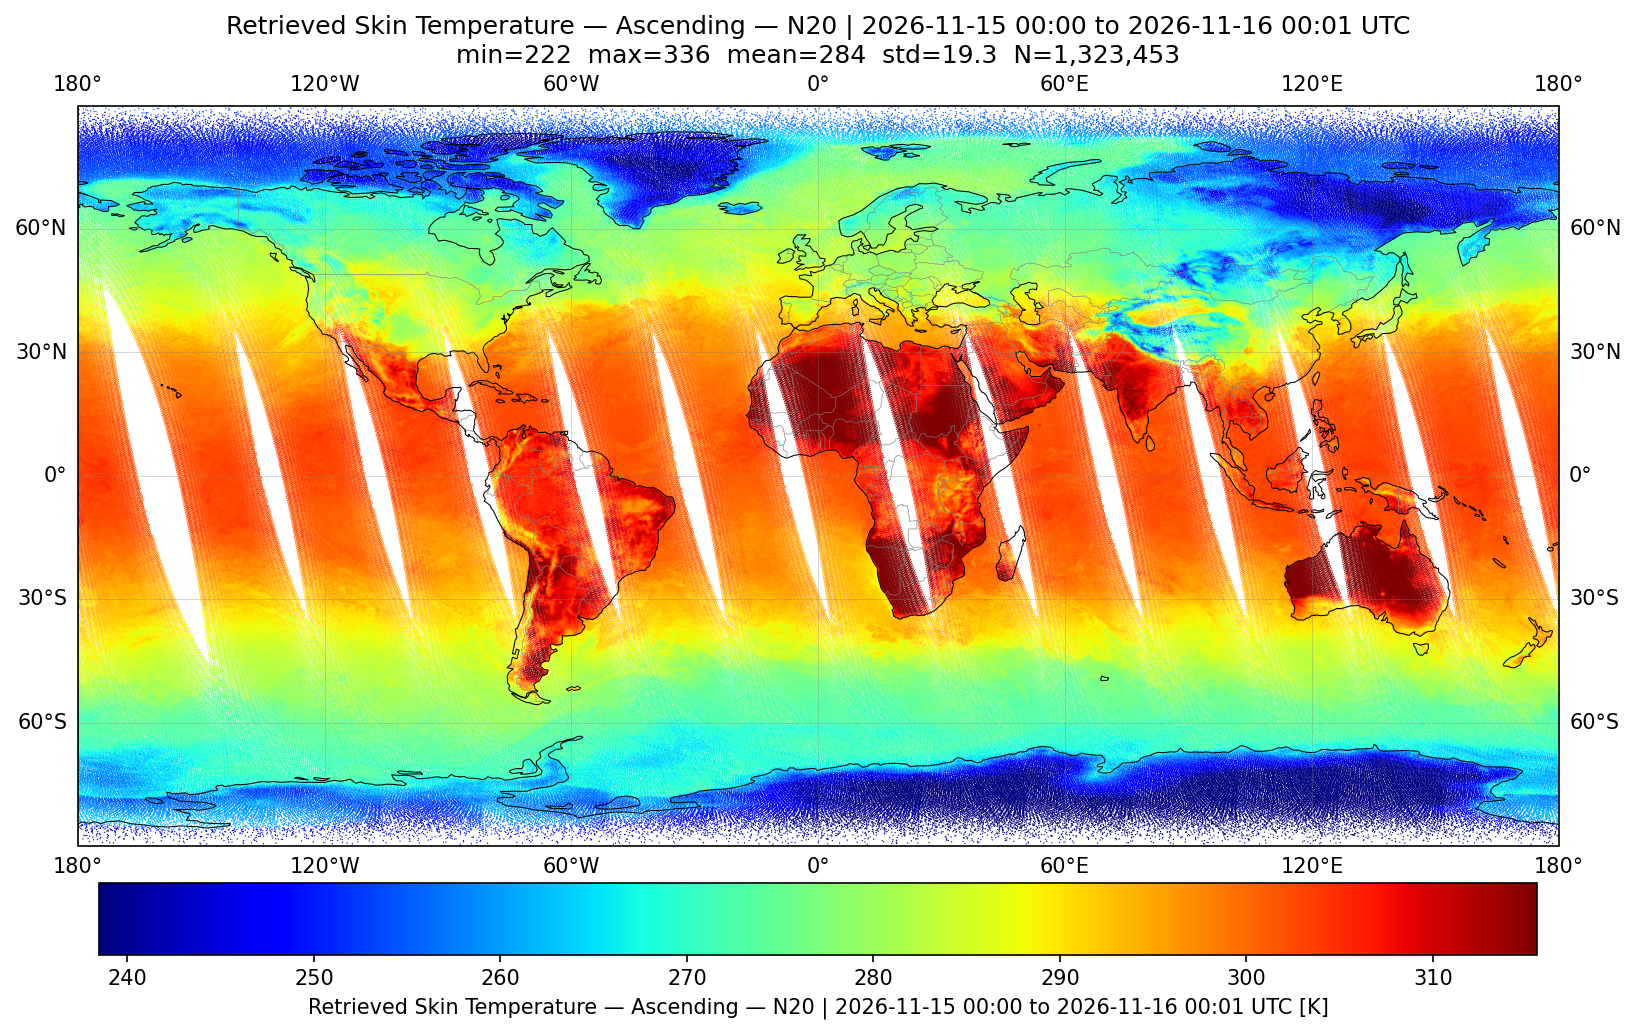 Retrieved Skin Temperature — Ascending — N20 | 2026-11-15 00:00 to 2026-11-16 00:01 UTC
min=222  max=336  mean=284  std=19.3  N=1,323,453
180° 120°W 60°W 0° 60°E 120°E 180°
60°N 60°N
30°N 30°N
0° 0°
30°S 30°S
60°S 60°S
180° 120°W 60°W 0° 60°E 120°E 180°
240 250 260 270 280 290 300 310
Retrieved Skin Temperature — Ascending — N20 | 2026-11-15 00:00 to 2026-11-16 00:01 UTC [K]